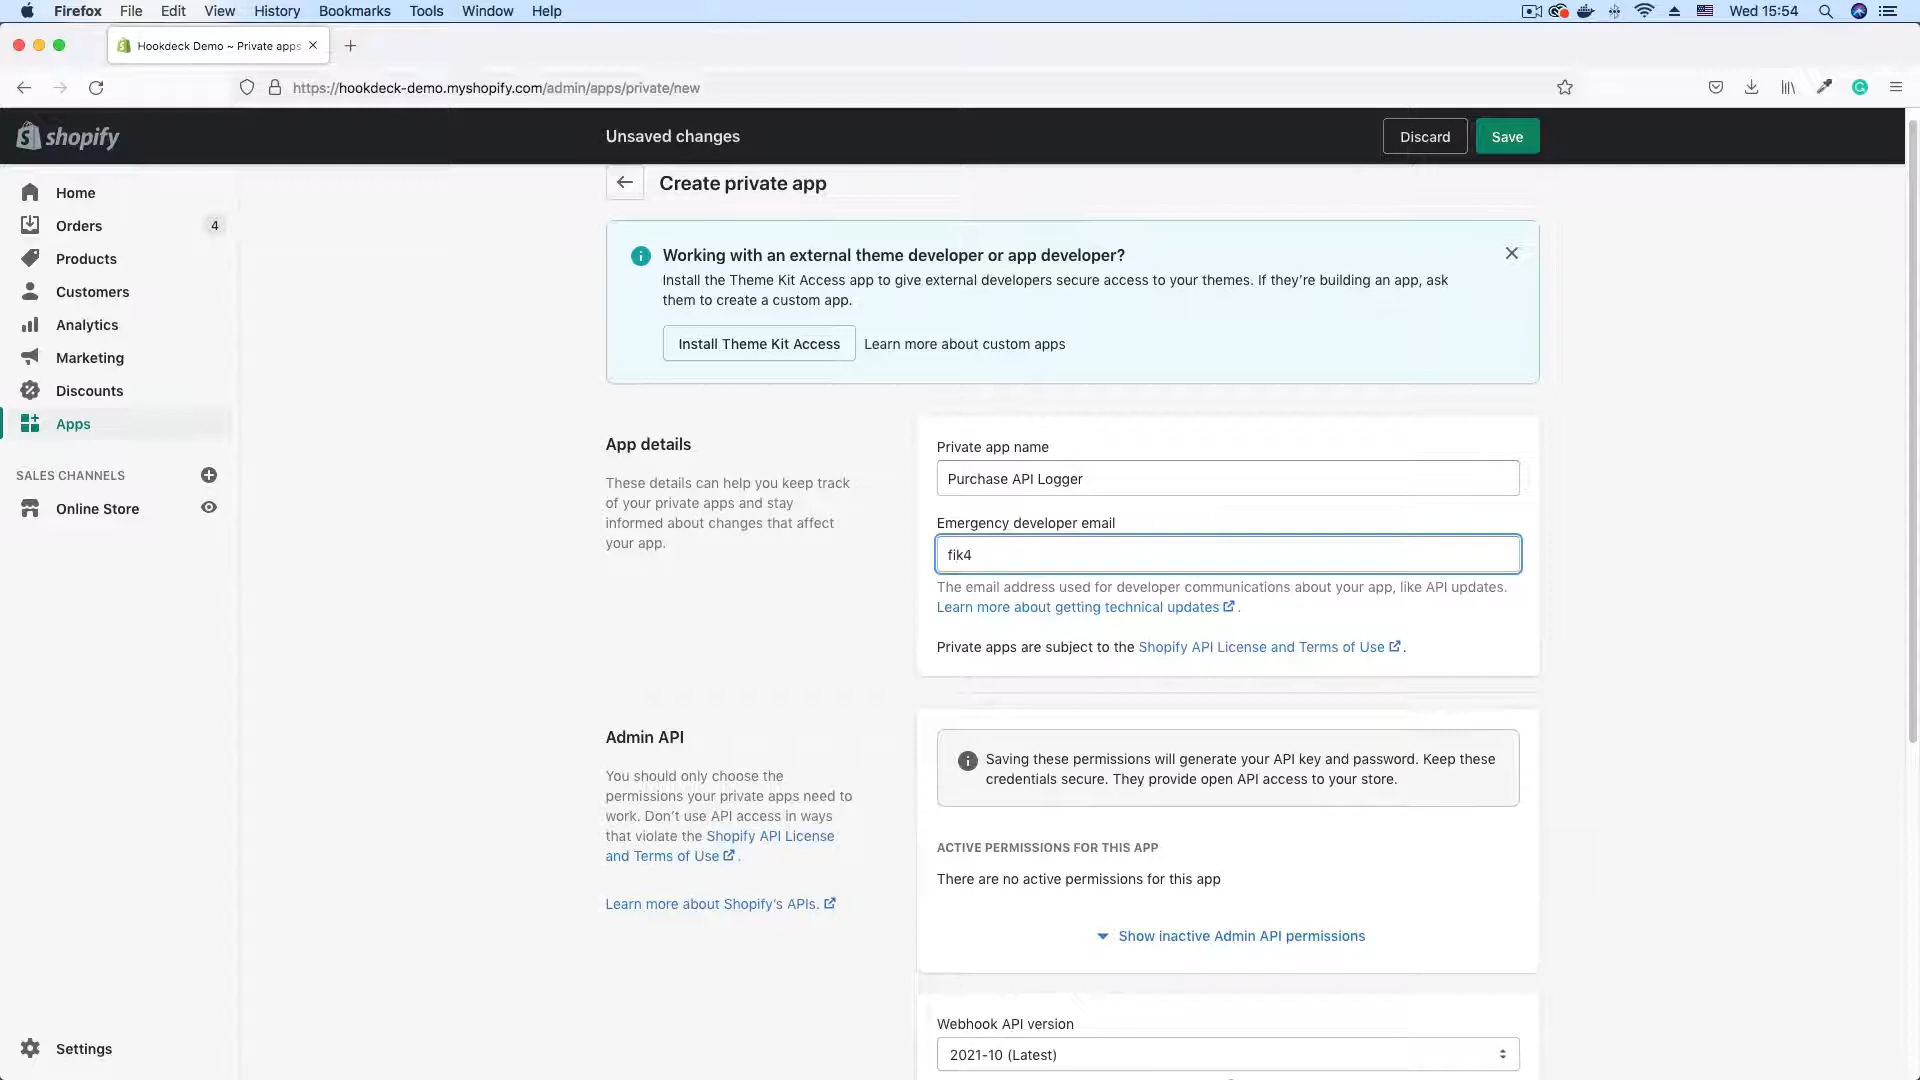 Firefox File Edit View History Bookmarks Tools Window Help Wed 15:54
Hookdeck Demo ~ Private apps
https://hookdeck-demo.myshopify.com/admin/apps/private/new
shopify
Unsaved changes
Discard
Save
Home
Orders 4
Products
Customers
Analytics
Marketing
Discounts
Apps
SALES CHANNELS
Online Store
Settings
Create private app
Working with an external theme developer or app developer?
Install the Theme Kit Access app to give external developers secure access to your themes. If they're building an app, ask
them to create a custom app.
Install Theme Kit Access Learn more about custom apps
App details
These details can help you keep track
of your private apps and stay
informed about changes that affect
your app.
Private app name
Purchase API Logger
Emergency developer email
fik4
The email address used for developer communications about your app, like API updates.
Learn more about getting technical updates .
Private apps are subject to the Shopify API License and Terms of Use .
Admin API
You should only choose the
permissions your private apps need to
work. Don't use API access in ways
that violate the Shopify API License
and Terms of Use .
Learn more about Shopify's APIs.
Saving these permissions will generate your API key and password. Keep these
credentials secure. They provide open API access to your store.
ACTIVE PERMISSIONS FOR THIS APP
There are no active permissions for this app
Show inactive Admin API permissions
Webhook API version
2021-10 (Latest)